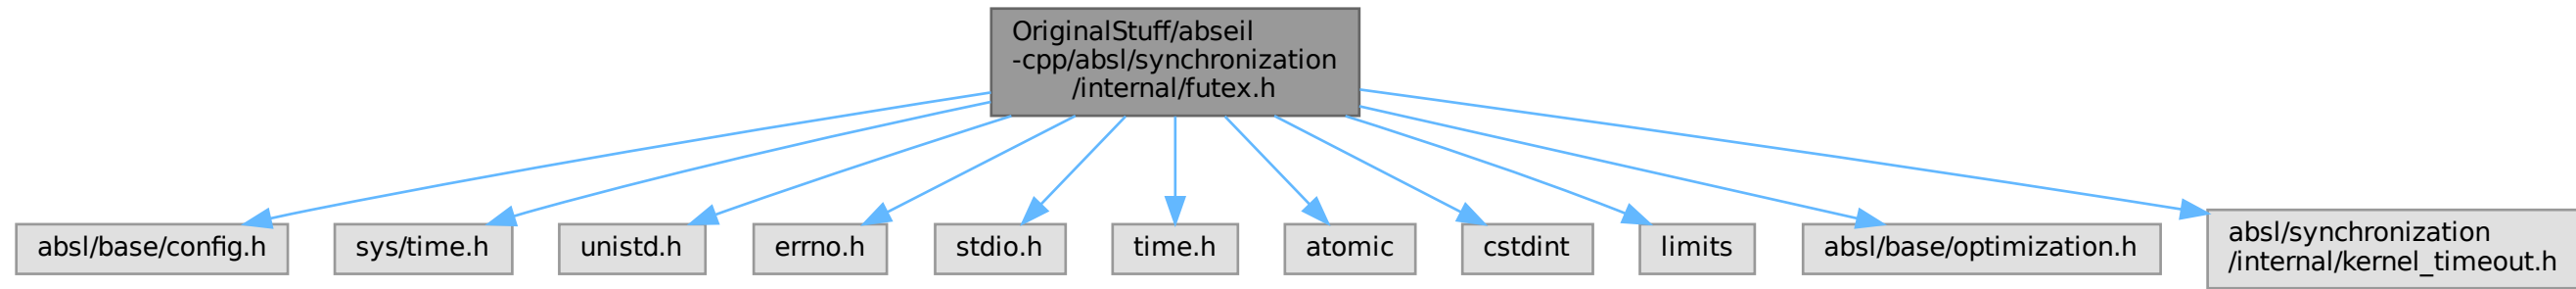 OriginalStuff/abseil
-cpp/absl/synchronization
/internal/futex.h
absl/base/config.h
sys/time.h
unistd.h
errno.h
stdio.h
time.h
atomic
cstdint
limits
absl/base/optimization.h
absl/synchronization
/internal/kernel_timeout.h